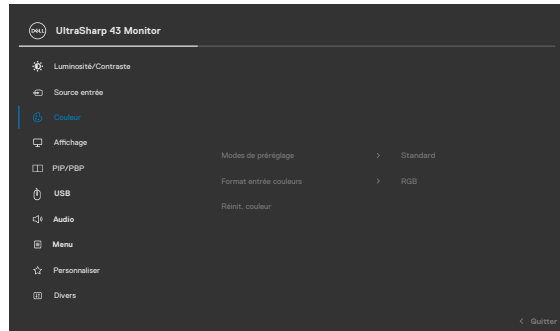 DELL UltraSharp 43 Monitor
Luminosité/Contraste
Source entrée
Couleur
Affichage
PIP/PBP
USB
Audio
Menu
Personnaliser
Divers
Modes de préréglage > Standard
Format entrée couleurs > RGB
Réinit. couleur
< Quitter